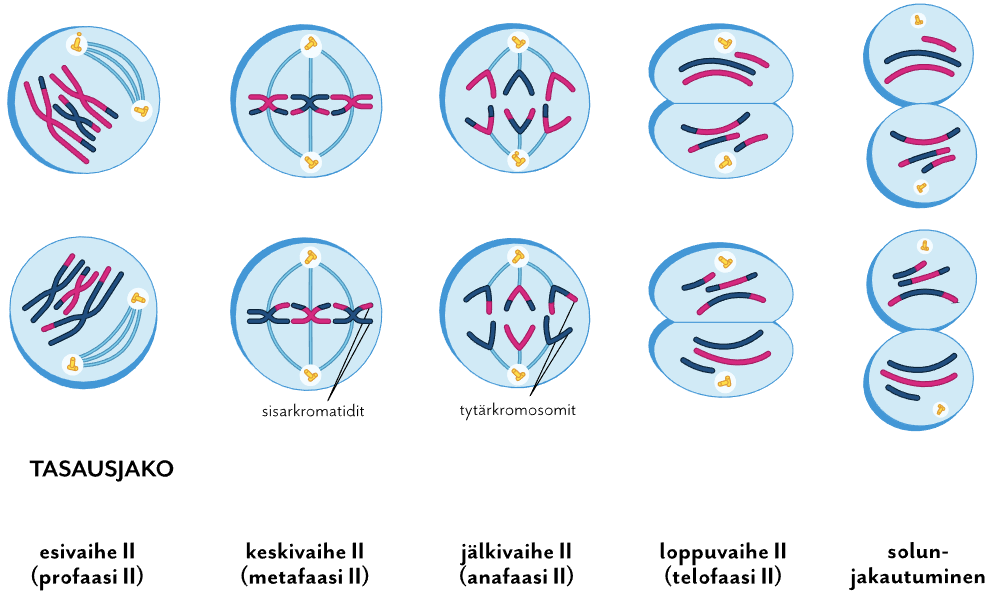 sisarkromatidit
tytärkromosomit
TASAUSJAKO
esivaihe II
(profaasi II)
keskivaihe II
(metafaasi II)
jälkivaihe II
(anafaasi II)
loppuvaihe II
(telofaasi II)
solun-
jakautuminen